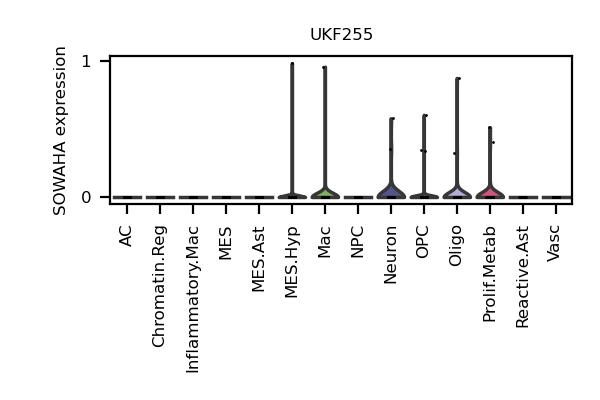 UKF255
SOWAHA expression
1
0
AC
Chromatin.Reg
Inflammatory.Mac
MES
MES.Ast
MES.Hyp
Mac
NPC
Neuron
OPC
Oligo
Prolif.Metab
Reactive.Ast
Vasc